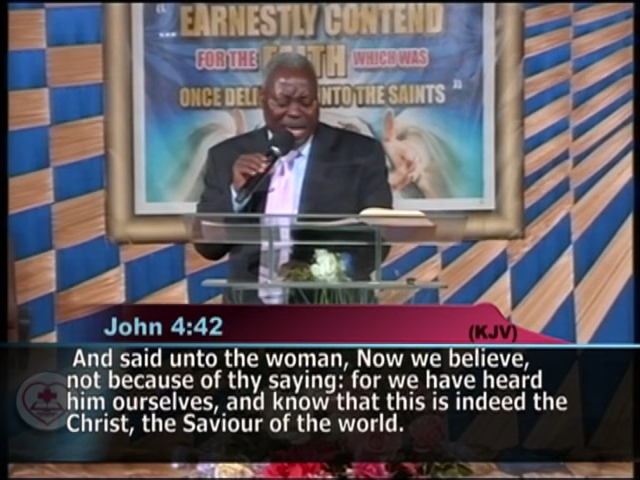 “
EARNESTLY CONTEND
FOR THE FAITH WHICH WAS
ONCE DELI NTO THE SAINTS ”
John 4:42
(KJV)
And said unto the woman, Now we believe,
not because of thy saying: for we have heard
him ourselves, and know that this is indeed the
Christ, the Saviour of the world.